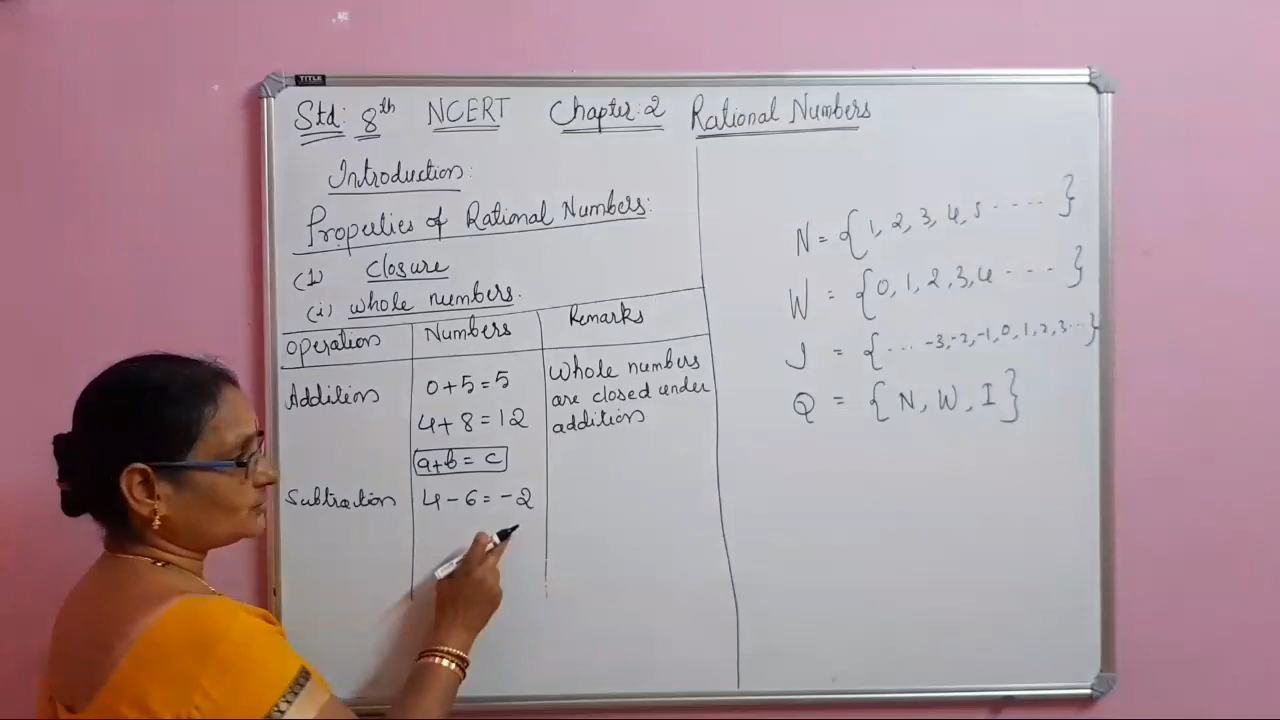 TITLE
Std: 8th NCERT Chapter: 2 Rational Numbers
Introduction:
Properties of Rational Numbers:
(1) Closure
(i) Whole numbers.
Operation Numbers Remarks
Addition 0+5=5 Whole numbers
are closed under
4+8=12 addition
a+b=c
Subtraction 4-6=-2
N = {1, 2, 3, 4, 5 ....}
W = {0, 1, 2, 3, 4 ....}
I = {... -3, -2, -1, 0, 1, 2, 3...}
Q = {N, W, I}